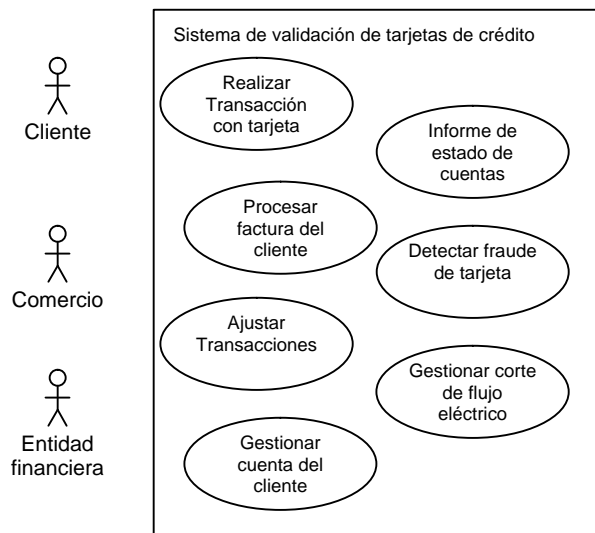 Sistema de validación de tarjetas de crédito
Cliente
Realizar
Transacción
con tarjeta
Informe de
estado de
cuentas
Procesar
factura del
cliente
Comercio
Detectar fraude
de tarjeta
Ajustar
Transacciones
Entidad
financiera
Gestionar corte
de flujo
eléctrico
Gestionar
cuenta del
cliente